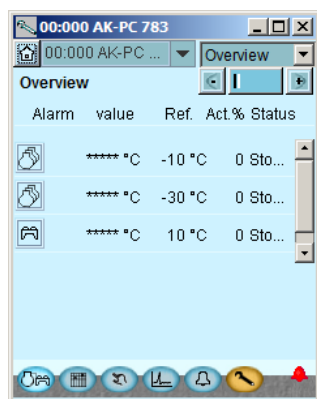 00:000 AK-PC 783
00:000 AK-PC ... Overview
Overview
Alarm value Ref. Act.% Status
***** °C -10 °C 0 Sto...
***** °C -30 °C 0 Sto...
***** °C 10 °C 0 Sto...